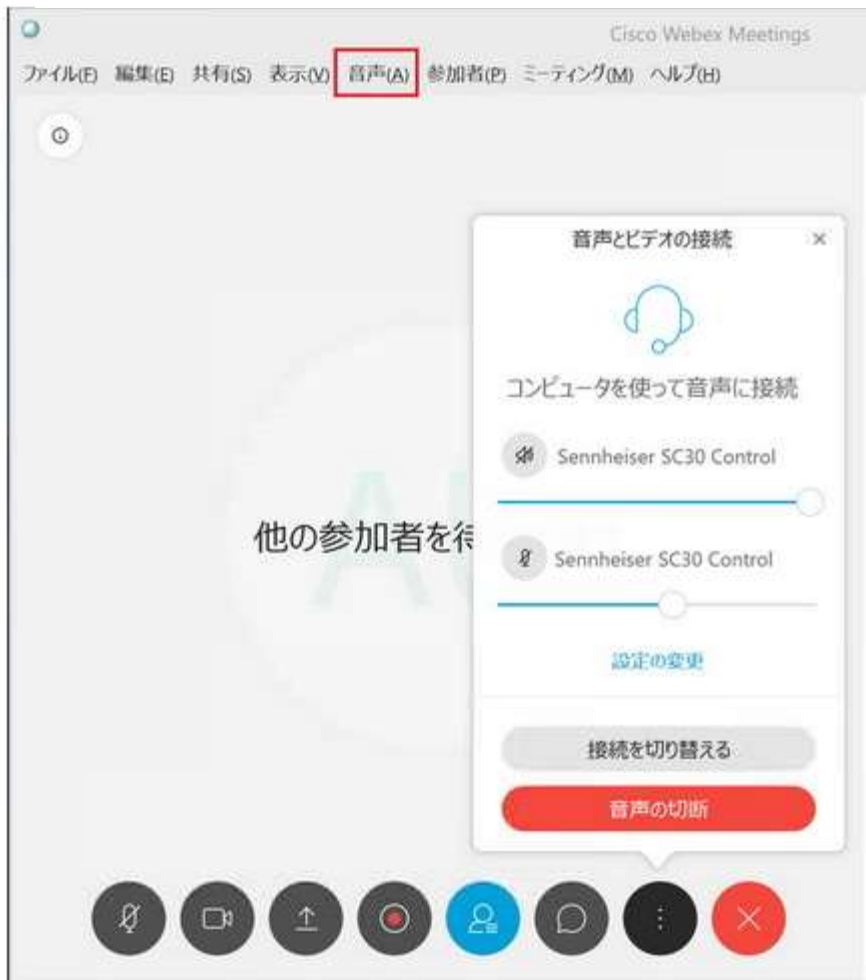 Cisco Webex Meetings
ファイル(F) 編集(E) 共有(S) 表示(V) 音声(A) 参加者(P) ミーティング(M) ヘルプ(H)
音声とビデオの接続
コンピュータを使って音声に接続
Sennheiser SC30 Control
他の参加者を待
Sennheiser SC30 Control
設定の変更
接続を切り替える
音声の切断